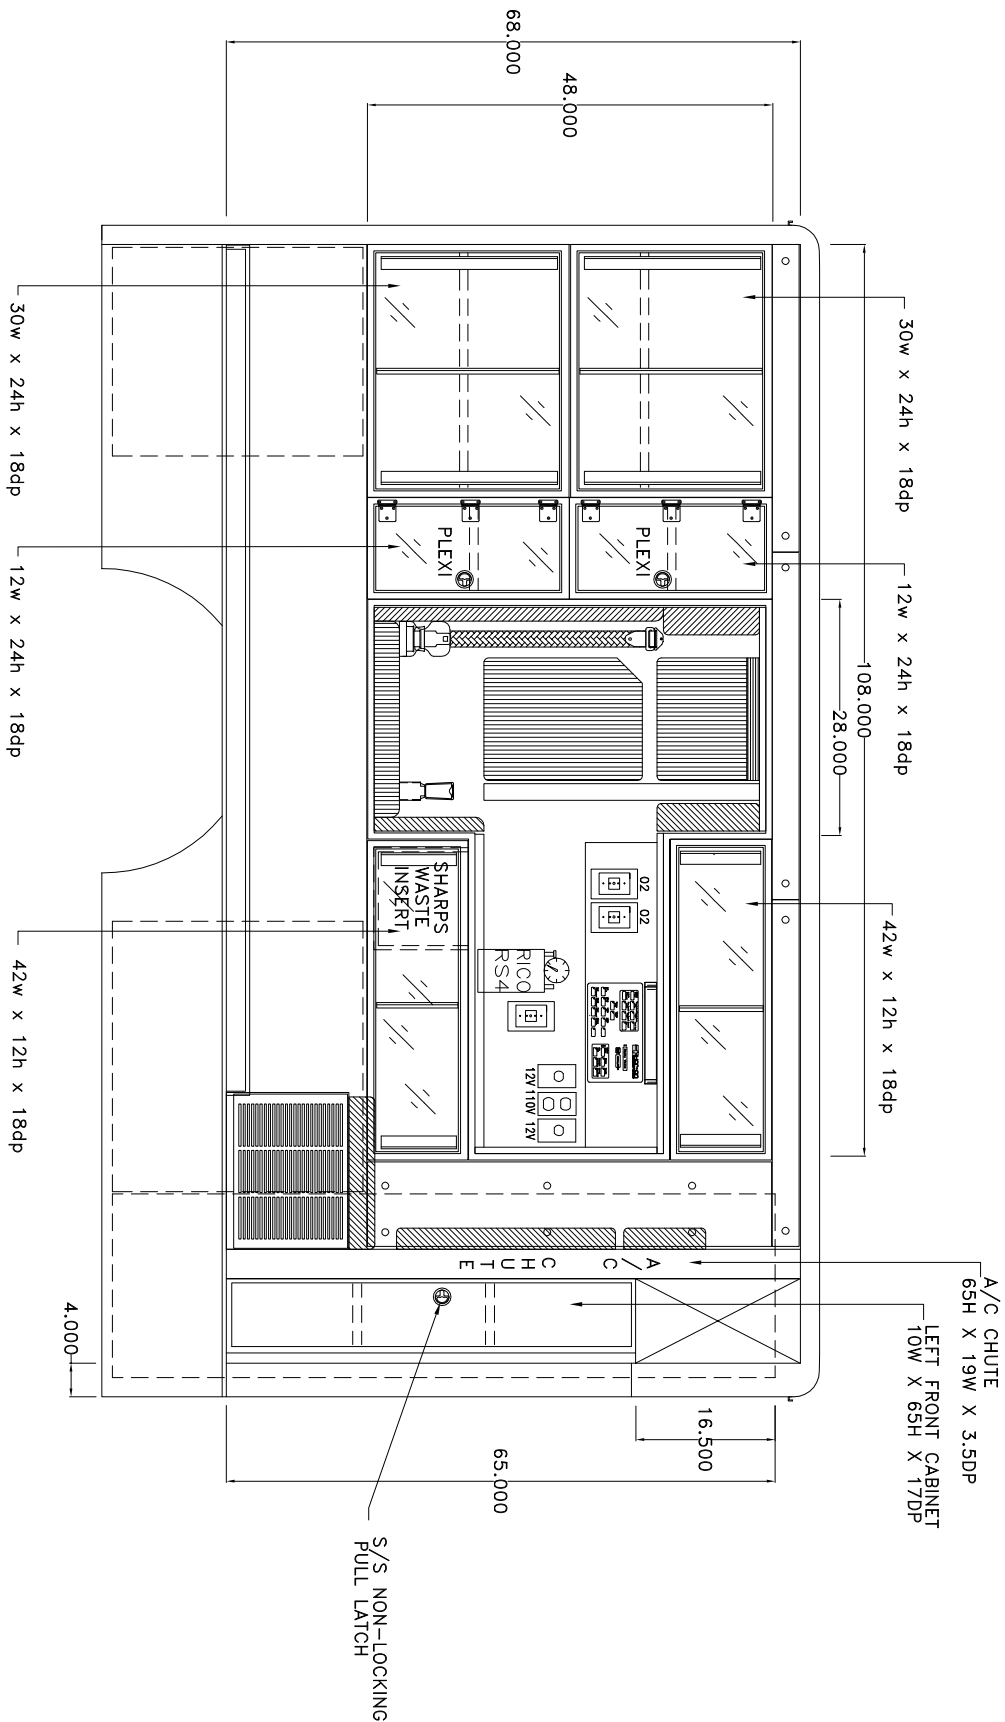 A/C CHUTE
65H X 19W X 3.5DP
LEFT FRONT CABINET
10W X 65H X 17DP
30w x 24h x 18dp
12w x 24h x 18dp
42w x 12h x 18dp
108.000
28.000
68.000
48.000
16.500
65.000
PLEXI
PLEXI
O2
O2
RICO
RS4
12V
110V
12V
SHARPS
WASTE
INSERT
A/C CHUTE
S/S NON-LOCKING
PULL LATCH
4.000
30w x 24h x 18dp
12w x 24h x 18dp
42w x 12h x 18dp